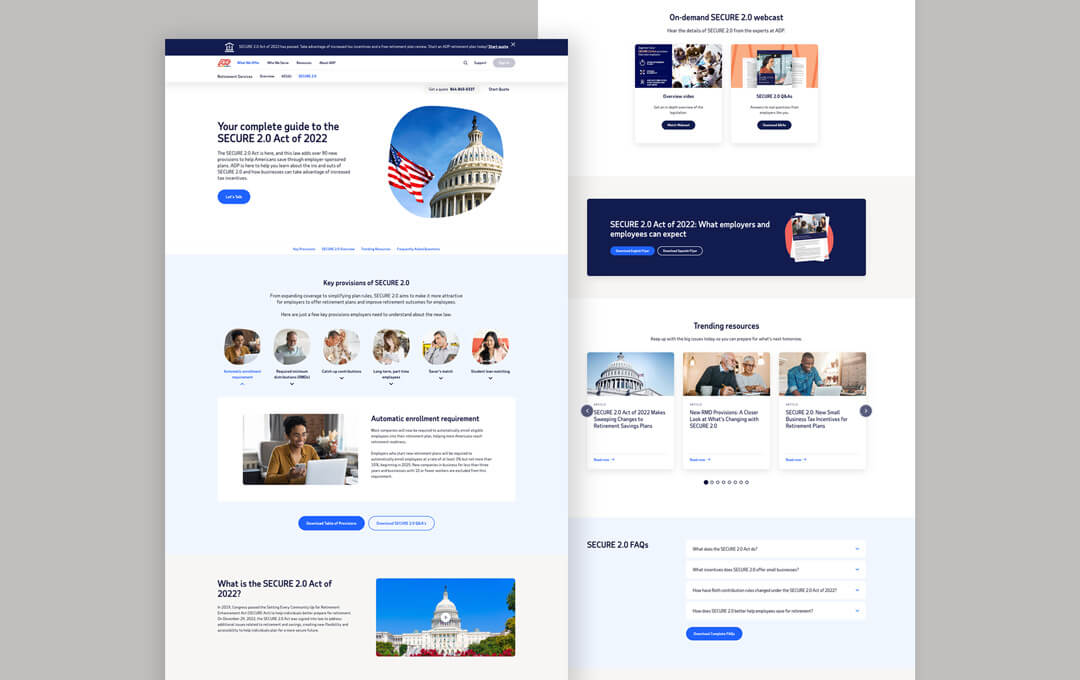 SECURE 2.0 Act of 2022 has passed. Take advantage of increased tax incentives and a free retirement plan review. Start an ADP retirement plan today! Start quote
ADP
What We Offer
Who We Serve
Resources
About ADP
Support
Sign In
Retirement Services
Overview
401(k)
SECURE 2.0
Get a quote 844-840-6337
Start Quote
Your complete guide to the
SECURE 2.0 Act of 2022
The SECURE 2.0 Act is here, and this law adds over 90 new
provisions to help Americans save through employer-sponsored
plans. ADP is here to help you learn about the ins and outs of
SECURE 2.0 and how businesses can take advantage of increased
tax incentives.
Let's Talk
Key Provisions
SECURE 2.0 Overview
Trending Resources
Frequently Asked Questions
Key provisions of SECURE 2.0
From expanding coverage to simplifying plan rules, SECURE 2.0 aims to make it more attractive
for employers to offer retirement plans and improve retirement outcomes for employees.
Here are just a few key provisions employers need to understand about the new law.
Automatic enrollment
requirement
Required minimum
distributions (RMDs)
Catch up contributions
Long-term, part time
employees
Saver's match
Student loan matching
Automatic enrollment requirement
Most companies will now be required to automatically enroll eligible
employees into their retirement plan, helping more Americans reach
retirement readiness.
Employers who start new retirement plans will be required to
automatically enroll employees at a rate of at least 3% but not more than
10%, beginning in 2025. New companies in business for less than three
years and businesses with 10 or fewer workers are excluded from this
requirement.
Download Table of Provisions
Download SECURE 2.0 Q&A's
What is the SECURE 2.0 Act of
2022?
In 2019, Congress passed the Setting Every Community Up for Retirement
Enhancement Act (SECURE Act) to help individuals better prepare for retirement.
On December 29, 2022, the SECURE 2.0 Act was signed into law to address
additional issues related to retirement and savings, creating new flexibility and
accessibility to help individuals plan for a more secure future.
On-demand SECURE 2.0 webcast
Hear the details of SECURE 2.0 from the experts at ADP.
Overview video
Get an in depth overview of the
legislation.
Watch Webcast
SECURE 2.0 Q&As
Answers to real questions from
employers like you.
Download Q&As
SECURE 2.0 Act of 2022: What employers and
employees can expect
Download English Flyer
Download Spanish Flyer
Trending resources
Keep up with the big issues today so you can prepare for what's next tomorrow.
ARTICLE
SECURE 2.0 Act of 2022 Makes
Sweeping Changes to
Retirement Savings Plans
Read now
ARTICLE
New RMD Provisions: A Closer
Look at What's Changing with
SECURE 2.0
Read now
ARTICLE
SECURE 2.0: New Small
Business Tax Incentives for
Retirement Plans
Read now
SECURE 2.0 FAQs
What does the SECURE 2.0 Act do?
What incentives does SECURE 2.0 offer small businesses?
How have Roth contribution rules changed under the SECURE 2.0 Act of 2022?
How does SECURE 2.0 better help employees save for retirement?
Download Complete FAQs